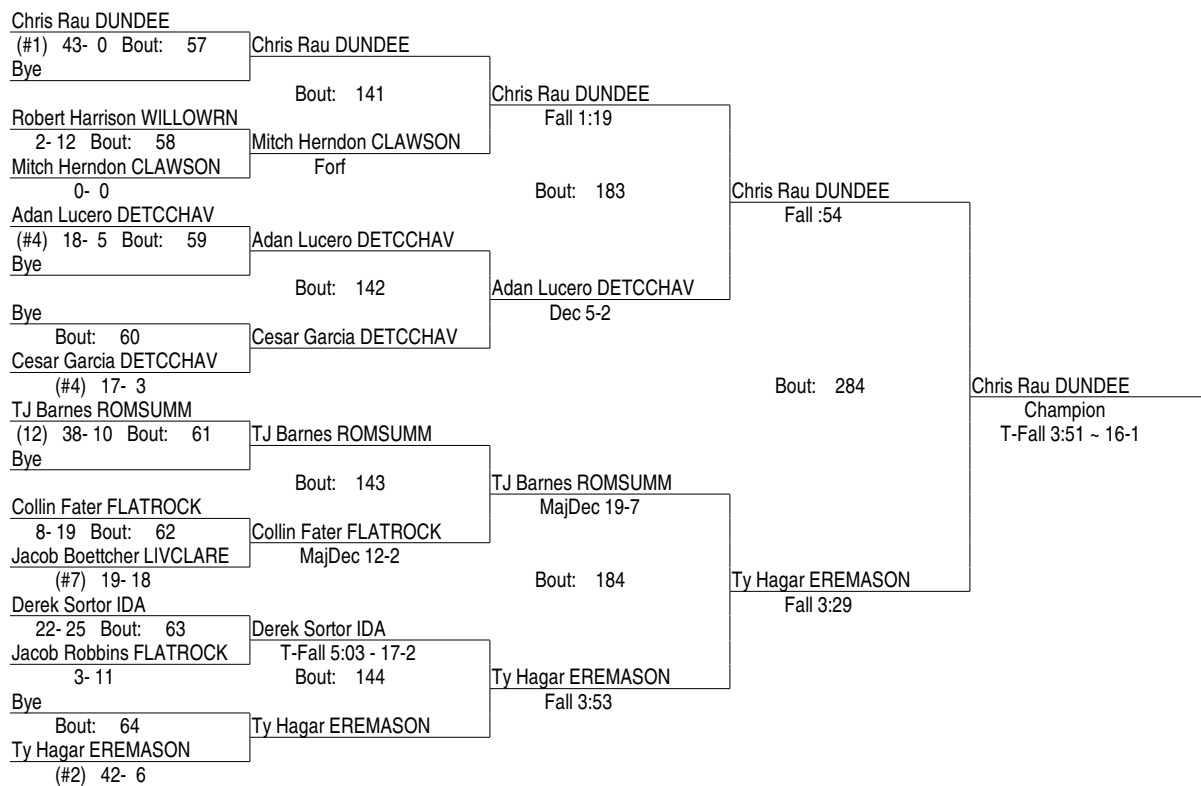 Chris Rau DUNDEE
(#1) 43- 0 Bout: 57
Bye
Robert Harrison WILLOWRN
2- 12 Bout: 58
Mitch Herndon CLAWSON
0- 0
Adan Lucero DETCCHAV
(#4) 18- 5 Bout: 59
Bye
Bye
Bout: 60
Cesar Garcia DETCCHAV
(#4) 17- 3
TJ Barnes ROMSUMM
(12) 38- 10 Bout: 61
Bye
Collin Fater FLATROCK
8- 19 Bout: 62
Jacob Boettcher LIVCLARE
(#7) 19- 18
Derek Sortor IDA
22- 25 Bout: 63
Jacob Robbins FLATROCK
3- 11
Bye
Bout: 64
Ty Hagar EREMASON
(#2) 42- 6
Chris Rau DUNDEE
Bout: 141
Mitch Herndon CLAWSON
Forf
Adan Lucero DETCCHAV
Bout: 142
Cesar Garcia DETCCHAV
TJ Barnes ROMSUMM
Bout: 143
Collin Fater FLATROCK
MajDec 12-2
Derek Sortor IDA
T-Fall 5:03 - 17-2
Bout: 144
Ty Hagar EREMASON
Chris Rau DUNDEE
Fall 1:19
Bout: 183
Adan Lucero DETCCHAV
Dec 5-2
TJ Barnes ROMSUMM
MajDec 19-7
Bout: 184
Ty Hagar EREMASON
Fall 3:53
Chris Rau DUNDEE
Fall :54
Bout: 284
Ty Hagar EREMASON
Fall 3:29
Chris Rau DUNDEE
Champion
T-Fall 3:51 ~ 16-1